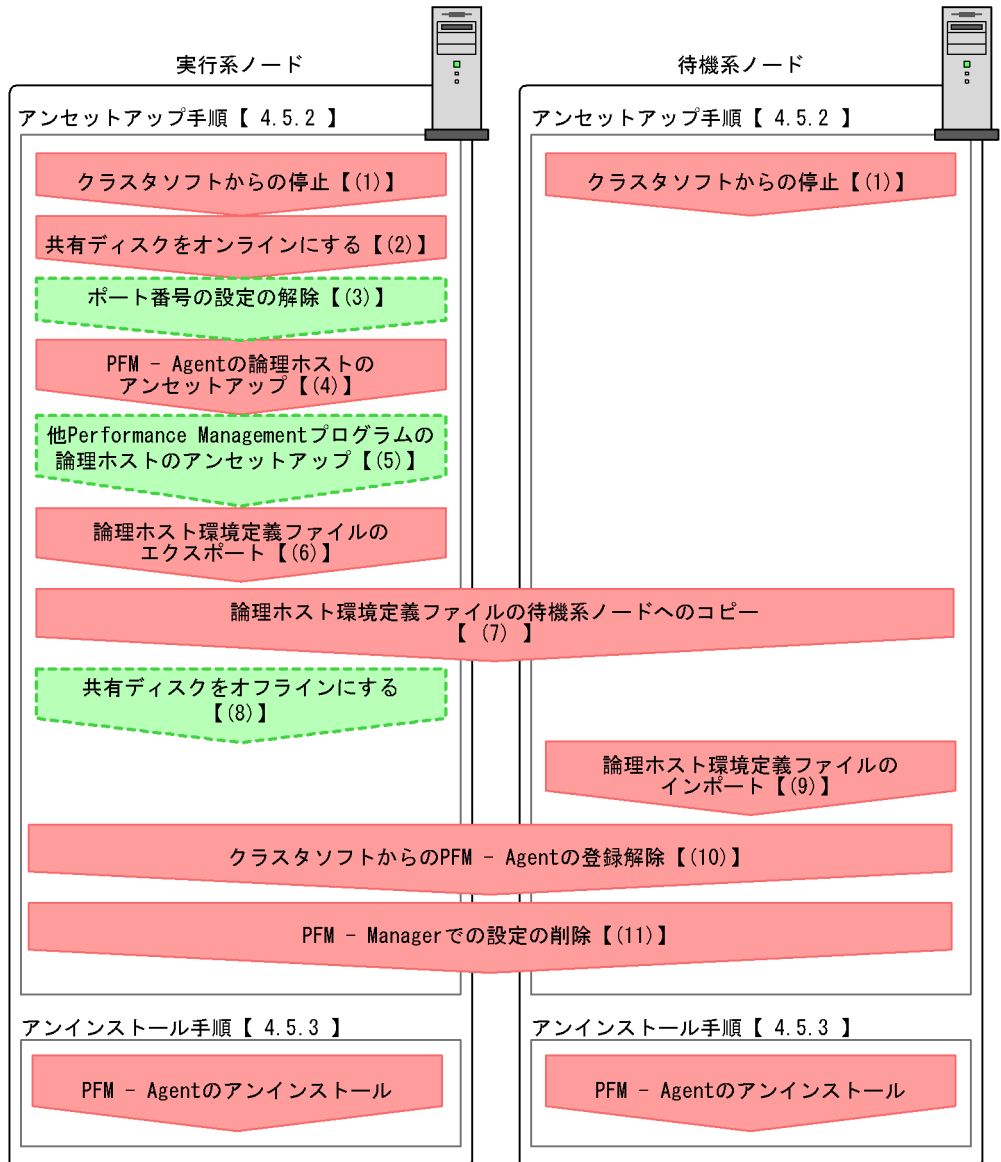 実行系ノード
待機系ノード
アンセットアップ手順【 4.5.2 】
アンセットアップ手順【 4.5.2 】
クラスタソフトからの停止【(1)】
クラスタソフトからの停止【(1)】
共有ディスクをオンラインにする【(2)】
ポート番号の設定の解除【(3)】
PFM － Agentの論理ホストの
アンセットアップ【(4)】
他Performance Managementプログラムの
論理ホストのアンセットアップ【(5)】
論理ホスト環境定義ファイルの
エクスポート【(6)】
論理ホスト環境定義ファイルの待機系ノードへのコピー
【 (7) 】
共有ディスクをオフラインにする
【(8)】
論理ホスト環境定義ファイルの
インポート【(9)】
クラスタソフトからのPFM － Agentの登録解除【(10)】
PFM － Managerでの設定の削除【(11)】
アンインストール手順【 4.5.3 】
アンインストール手順【 4.5.3 】
PFM － Agentのアンインストール
PFM － Agentのアンインストール